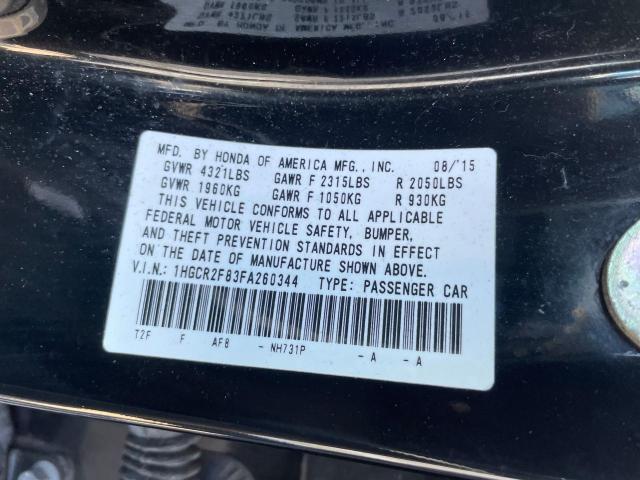 MFD. BY HONDA OF AMERICA MFG., INC. 08/'15
GVWR 4321LBS GAWR F 2315LBS R 2050LBS
GVWR 1960KG GAWR F 1050KG R 930KG
THIS VEHICLE CONFORMS TO ALL APPLICABLE
FEDERAL MOTOR VEHICLE SAFETY, BUMPER,
AND THEFT PREVENTION STANDARDS IN EFFECT
ON THE DATE OF MANUFACTURE SHOWN ABOVE.
V.I.N.: 1HGCR2F83FA260344 TYPE: PASSENGER CAR
T2F F AF8 - NH731P - A - A